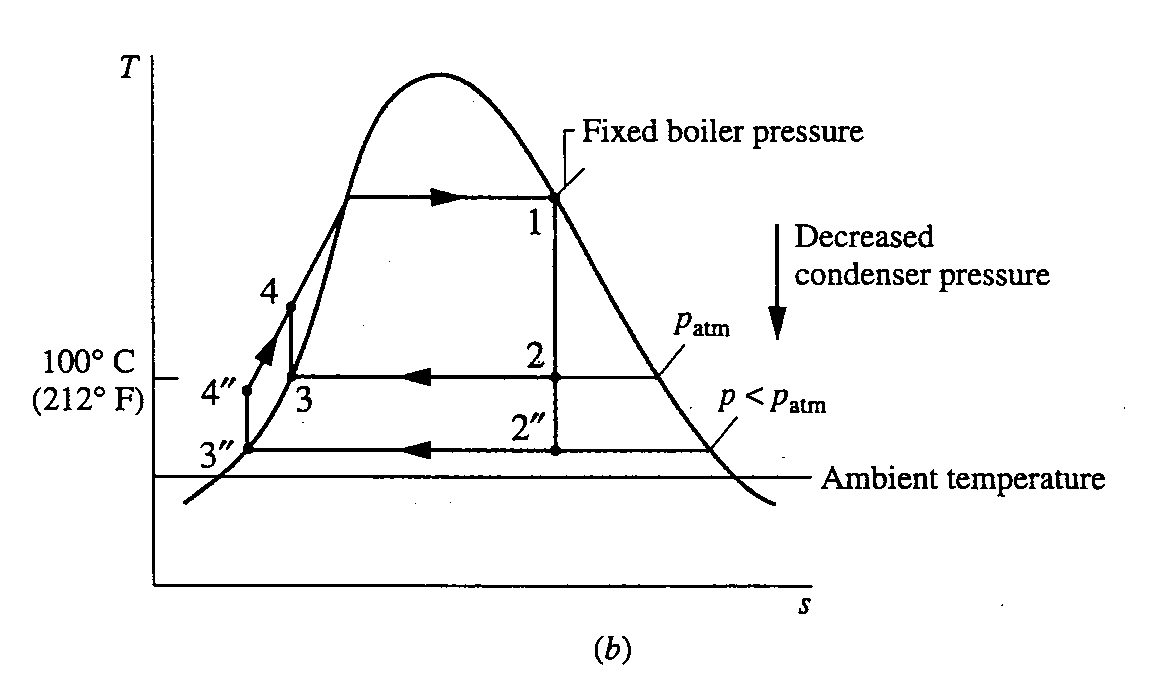 T
Fixed boiler pressure
1
Decreased
condenser pressure
4
p_atm
100° C
(212° F)
2
4″
3
p < p_atm
2″
3″
Ambient temperature
s
(b)